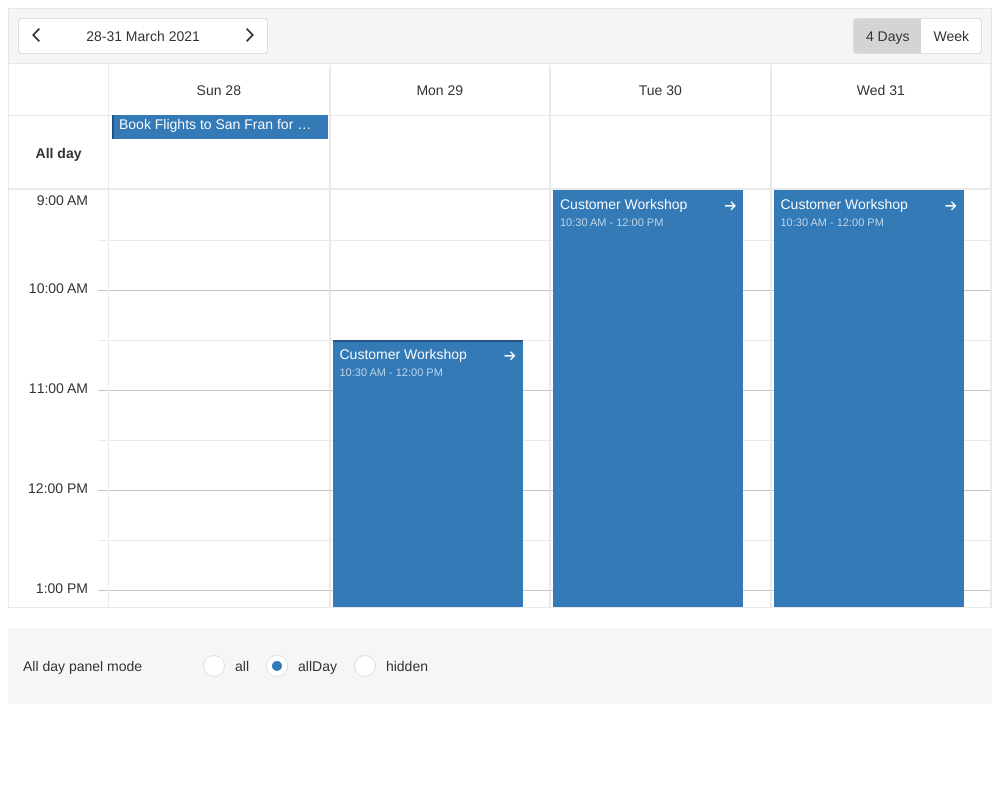 28-31 March 2021
4 Days Week
Sun 28 Mon 29 Tue 30 Wed 31
All day
Book Flights to San Fran for …
9:00 AM
10:00 AM
11:00 AM
12:00 PM
1:00 PM
Customer Workshop
10:30 AM - 12:00 PM
Customer Workshop
10:30 AM - 12:00 PM
Customer Workshop
10:30 AM - 12:00 PM
All day panel mode all allDay hidden